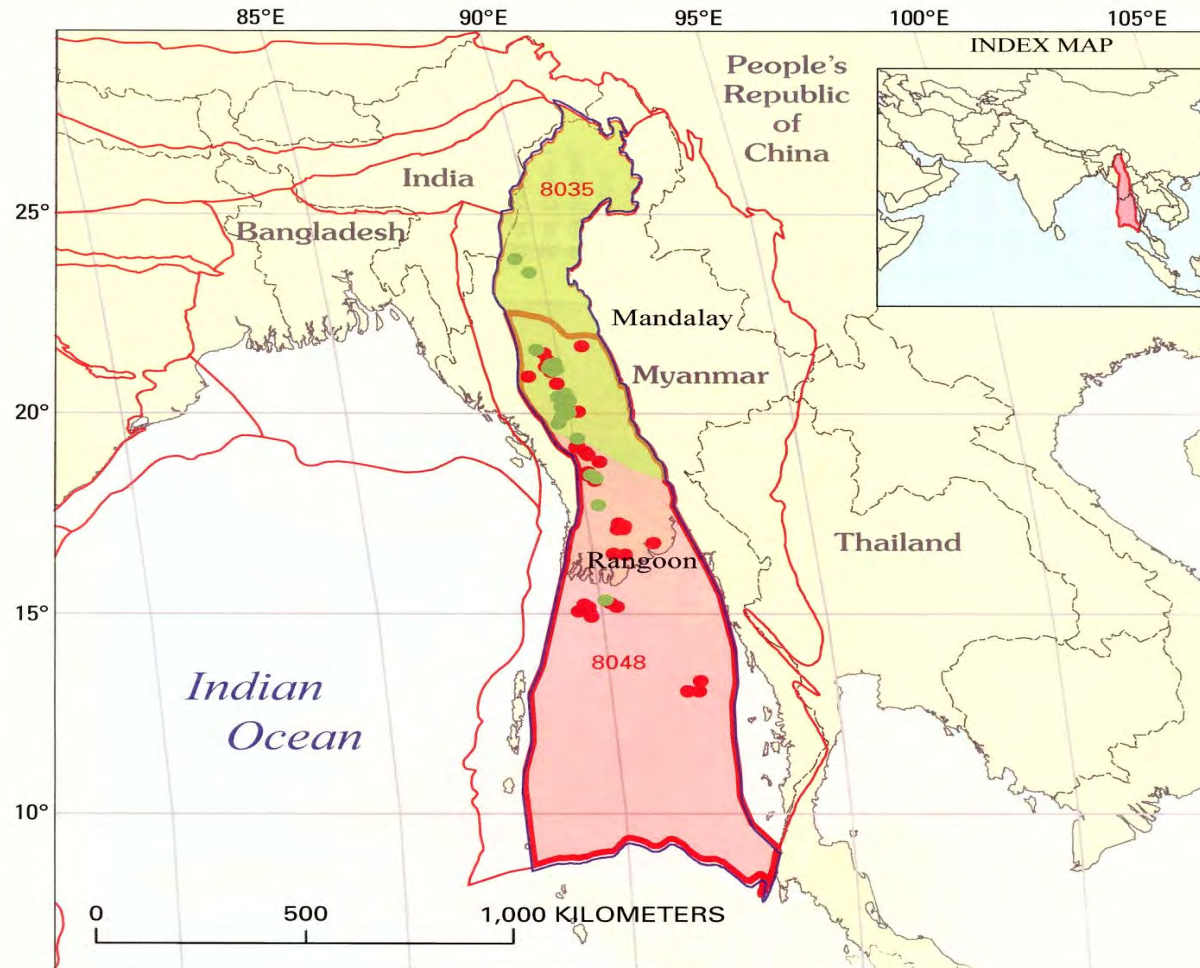 85°E
90°E
95°E
100°E
105°E
INDEX MAP
People's
Republic
of
China
India
8035
25°
Bangladesh
Mandalay
Myanmar
20°
Thailand
Rangoon
15°
8048
Indian
Ocean
10°
0
500
1,000 KILOMETERS